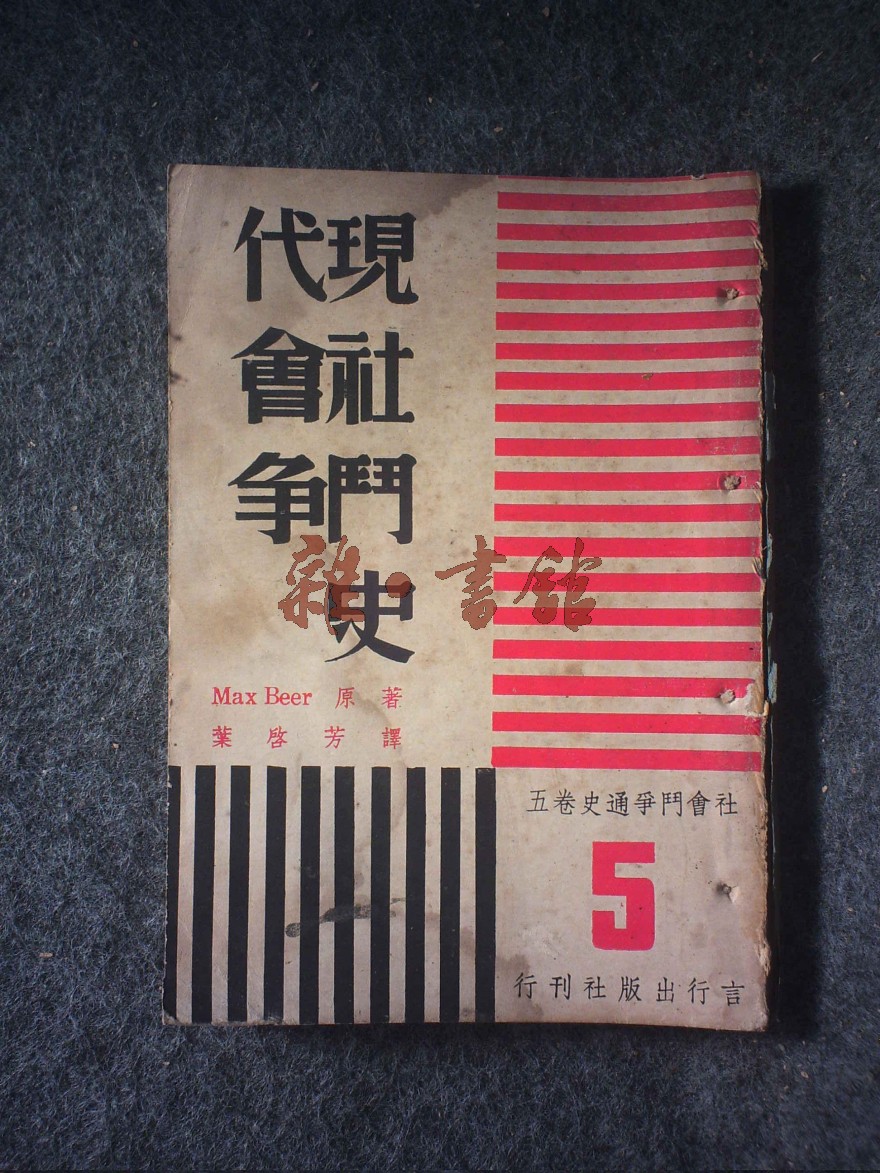 現代
社會
鬥争
史
Max Beer 原著
葉啓芳譯
社會鬥爭通史卷五
5
言行出版社刊行
雜·書館